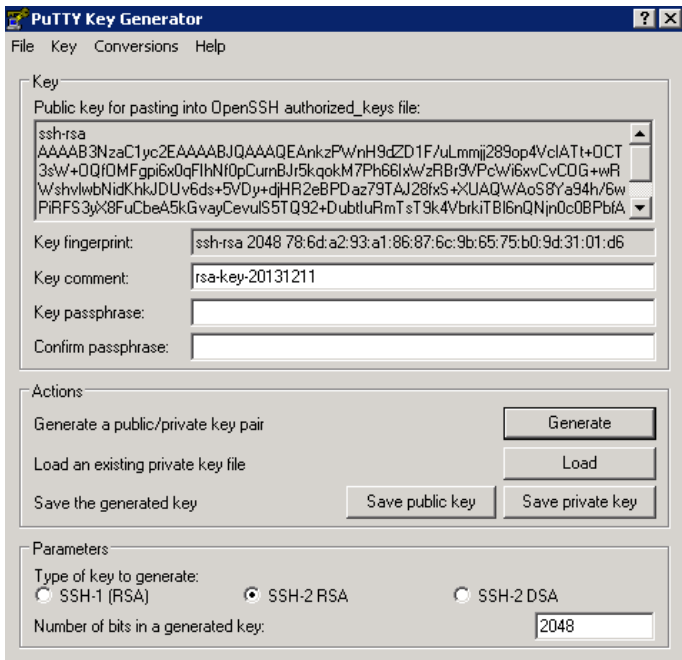 PuTTY Key Generator
File Key Conversions Help
Key
Public key for pasting into OpenSSH authorized_keys file:
ssh-rsa
AAAAB3NzaC1yc2EAAAABJQAAAQEAnkzPWnH9dZD1F/uLmmjj289op4VclATt+OCT
3sW+OQfOMFgpi6x0qFlhNf0pCurnBJr5kqokM7Ph66IxWzRBr9VPcWi6xvCvCOG+wR
WshvlwbNidKhkJDUv6ds+5VDy+djHR2eBPDaz79TAJ28fxS+XUAQWAoS8Ya94h/6w
PiRFS3yX8FuCbeA5kGvayCevulS5TQ92+DubtluRmTsT9k4VbrkiTBl6nQNjn0c0BPbfA
Key fingerprint: ssh-rsa 2048 78:6d:a2:93:a1:86:87:6c:9b:65:75:b0:9d:31:01:d6
Key comment: rsa-key-20131211
Key passphrase:
Confirm passphrase:
Actions
Generate a public/private key pair Generate
Load an existing private key file Load
Save the generated key Save public key Save private key
Parameters
Type of key to generate:
SSH-1 (RSA) SSH-2 RSA SSH-2 DSA
Number of bits in a generated key: 2048